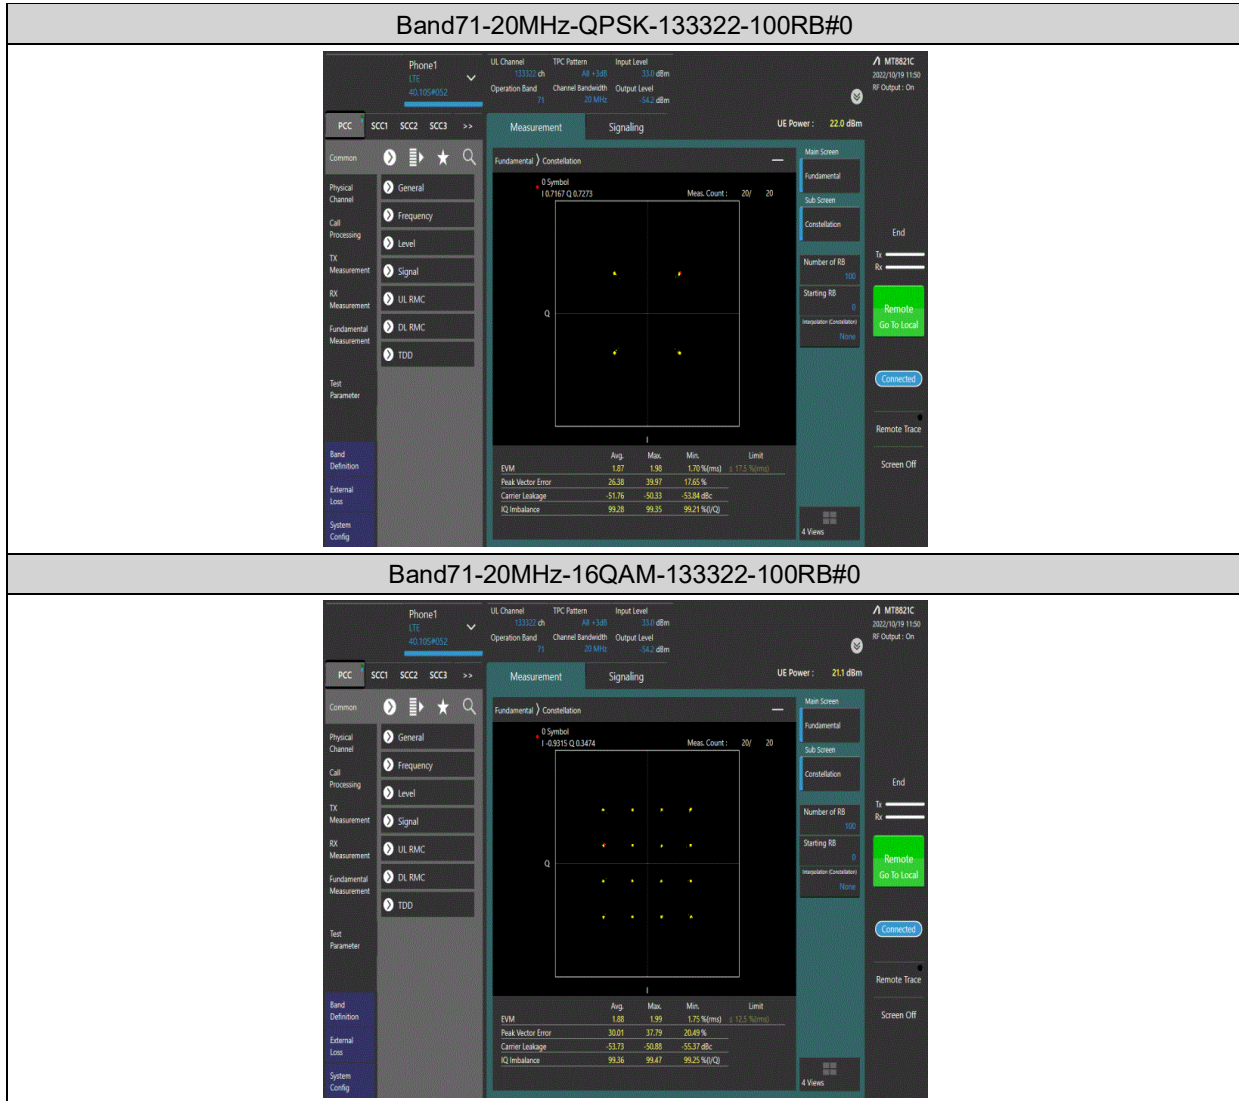 Band71-20MHz-QPSK-133322-100RB#0
Phone1
LTE
40.105#052
UL Channel TPC Pattern Input Level
133322 ch All +3dB 33.0 dBm
Operation Band Channel Bandwidth Output Level
71 20 MHz -54.2 dBm
MT8821C
2022/10/19 11:50
RF Output : On
PCC SCC1 SCC2 SCC3 >>
Measurement Signaling
UE Power : 22.0 dBm
Common
Physical Channel
Call Processing
TX Measurement
RX Measurement
Fundamental Measurement
Test Parameter
Band Definition
External Loss
System Config
General
Frequency
Level
Signal
UL RMC
DL RMC
TDD
Fundamental ⟩ Constellation
0 Symbol
I 0.7167 Q 0.7273 Meas. Count : 20/ 20
Q
I
Avg. Max. Min. Limit
EVM 1.87 1.98 1.70 %(rms) ≤ 17.5 %(rms)
Peak Vector Error 26.38 39.97 17.65 %
Carrier Leakage -51.76 -50.33 -53.84 dBc
IQ Imbalance 99.28 99.35 99.21 %(I/Q)
Main Screen
Fundamental
Sub Screen
Constellation
Number of RB
100
Starting RB
0
Interpolation (Constellation)
None
4 Views
End
Tx
Rx
Remote
Go To Local
Connected
Remote Trace
Screen Off
Band71-20MHz-16QAM-133322-100RB#0
Phone1
LTE
40.105#052
UL Channel TPC Pattern Input Level
133322 ch All +3dB 33.0 dBm
Operation Band Channel Bandwidth Output Level
71 20 MHz -54.2 dBm
MT8821C
2022/10/19 11:50
RF Output : On
PCC SCC1 SCC2 SCC3 >>
Measurement Signaling
UE Power : 21.1 dBm
Common
Physical Channel
Call Processing
TX Measurement
RX Measurement
Fundamental Measurement
Test Parameter
Band Definition
External Loss
System Config
General
Frequency
Level
Signal
UL RMC
DL RMC
TDD
Fundamental ⟩ Constellation
0 Symbol
I -0.9315 Q 0.3474 Meas. Count : 20/ 20
Q
I
Avg. Max. Min. Limit
EVM 1.88 1.99 1.75 %(rms) ≤ 12.5 %(rms)
Peak Vector Error 30.01 37.79 20.49 %
Carrier Leakage -53.73 -50.88 -55.37 dBc
IQ Imbalance 99.36 99.47 99.25 %(I/Q)
Main Screen
Fundamental
Sub Screen
Constellation
Number of RB
100
Starting RB
0
Interpolation (Constellation)
None
4 Views
End
Tx
Rx
Remote
Go To Local
Connected
Remote Trace
Screen Off